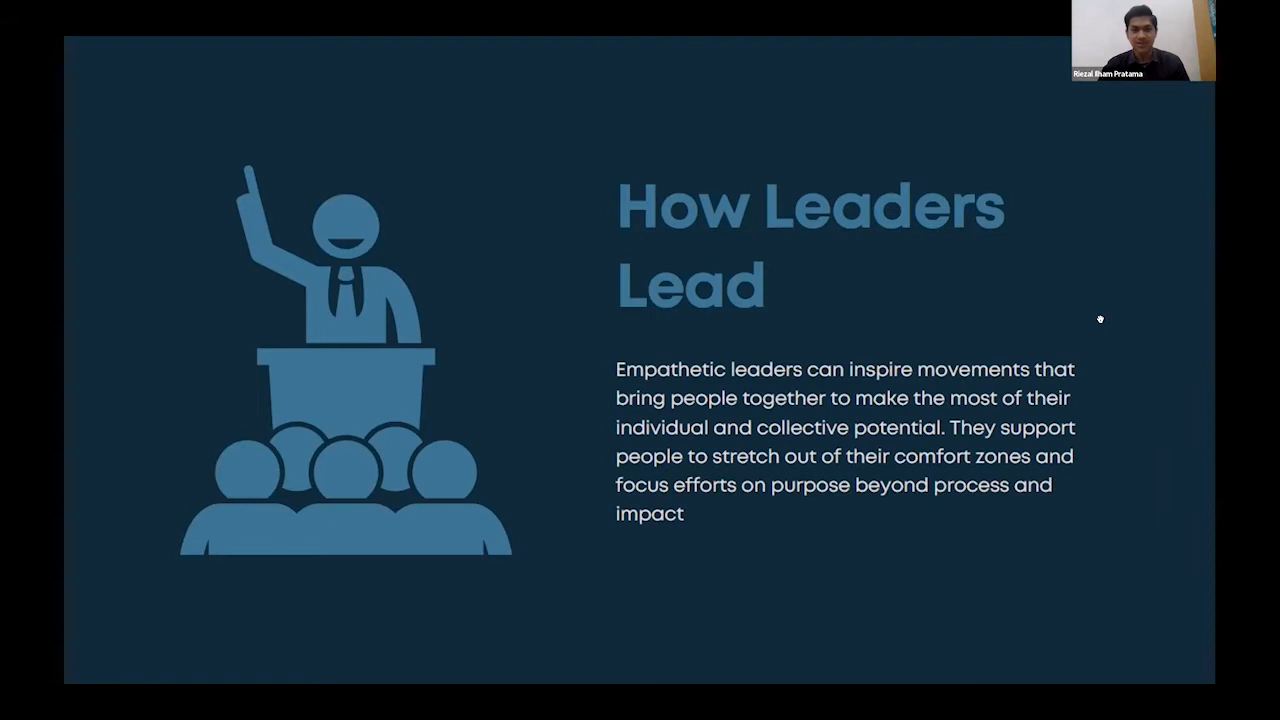 Riezal Ilham Pratama
How Leaders
Lead
Empathetic leaders can inspire movements that
bring people together to make the most of their
individual and collective potential. They support
people to stretch out of their comfort zones and
focus efforts on purpose beyond process and
impact